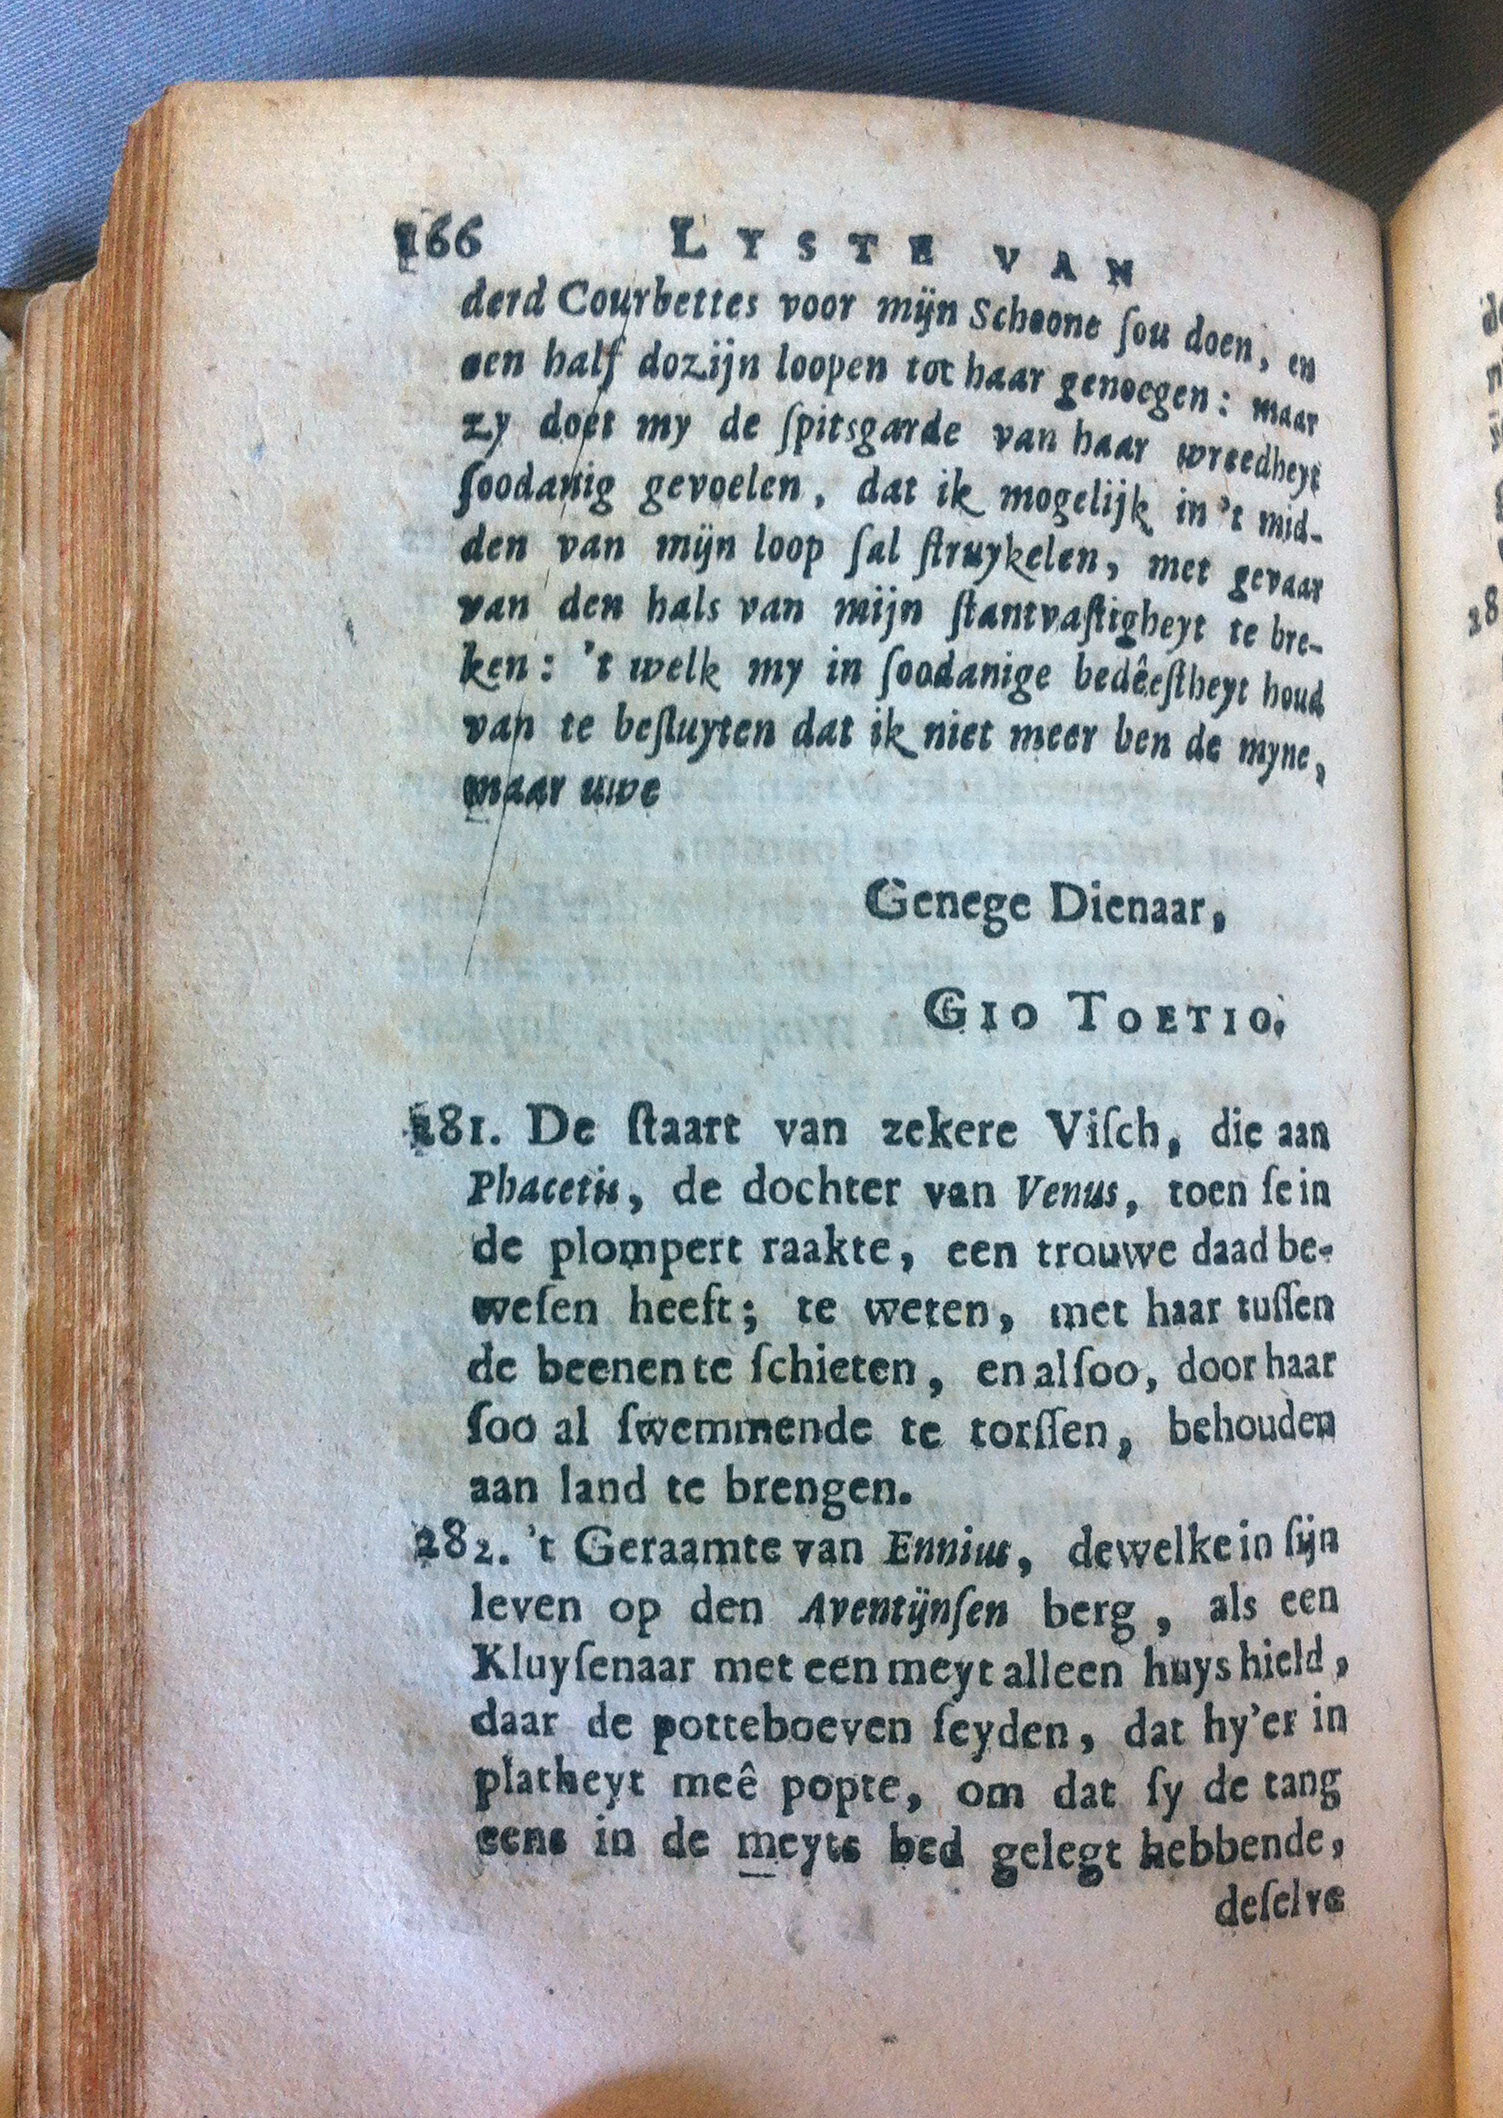 166 LYSTE VAN
derd Courbettes voor mijn Schoone ſou doen, en
een half dozijn loopen tot haar genoegen: maar
zy doet my de ſpitsgarde van haar wreedheyt
ſoodanig gevoelen, dat ik mogelijk in 't mid-
den van mijn loop ſal ſtruykelen, met gevaar
van den hals van mijn ſtantvaſtigheyt te bre-
ken: 't welk my in ſoodanige bedêeſtheyt houd
van te beſluyten dat ik niet meer ben de myne,
maar uwe
Genege Dienaar,
GIO TOETIO.
281. De ſtaart van zekere Viſch, die aan
Phacetis, de dochter van Venus, toen ſe in
de plompert raakte, een trouwe daad be-
weſen heeft; te weten, met haar tuſſen
de beenen te ſchieten, en alſoo, door haar
ſoo al ſwemmende te torſſen, behouden
aan land te brengen.
282. 't Geraamte van Ennius, dewelke in ſijn
leven op den Aventijnſen berg, als een
Kluyſenaar met een meyt alleen huys hield,
daar de potteboeven ſeyden, dat hy'er in
platheyt meê popte, om dat ſy de tang
eens in de meyts bed gelegt hebbende,
deſelve